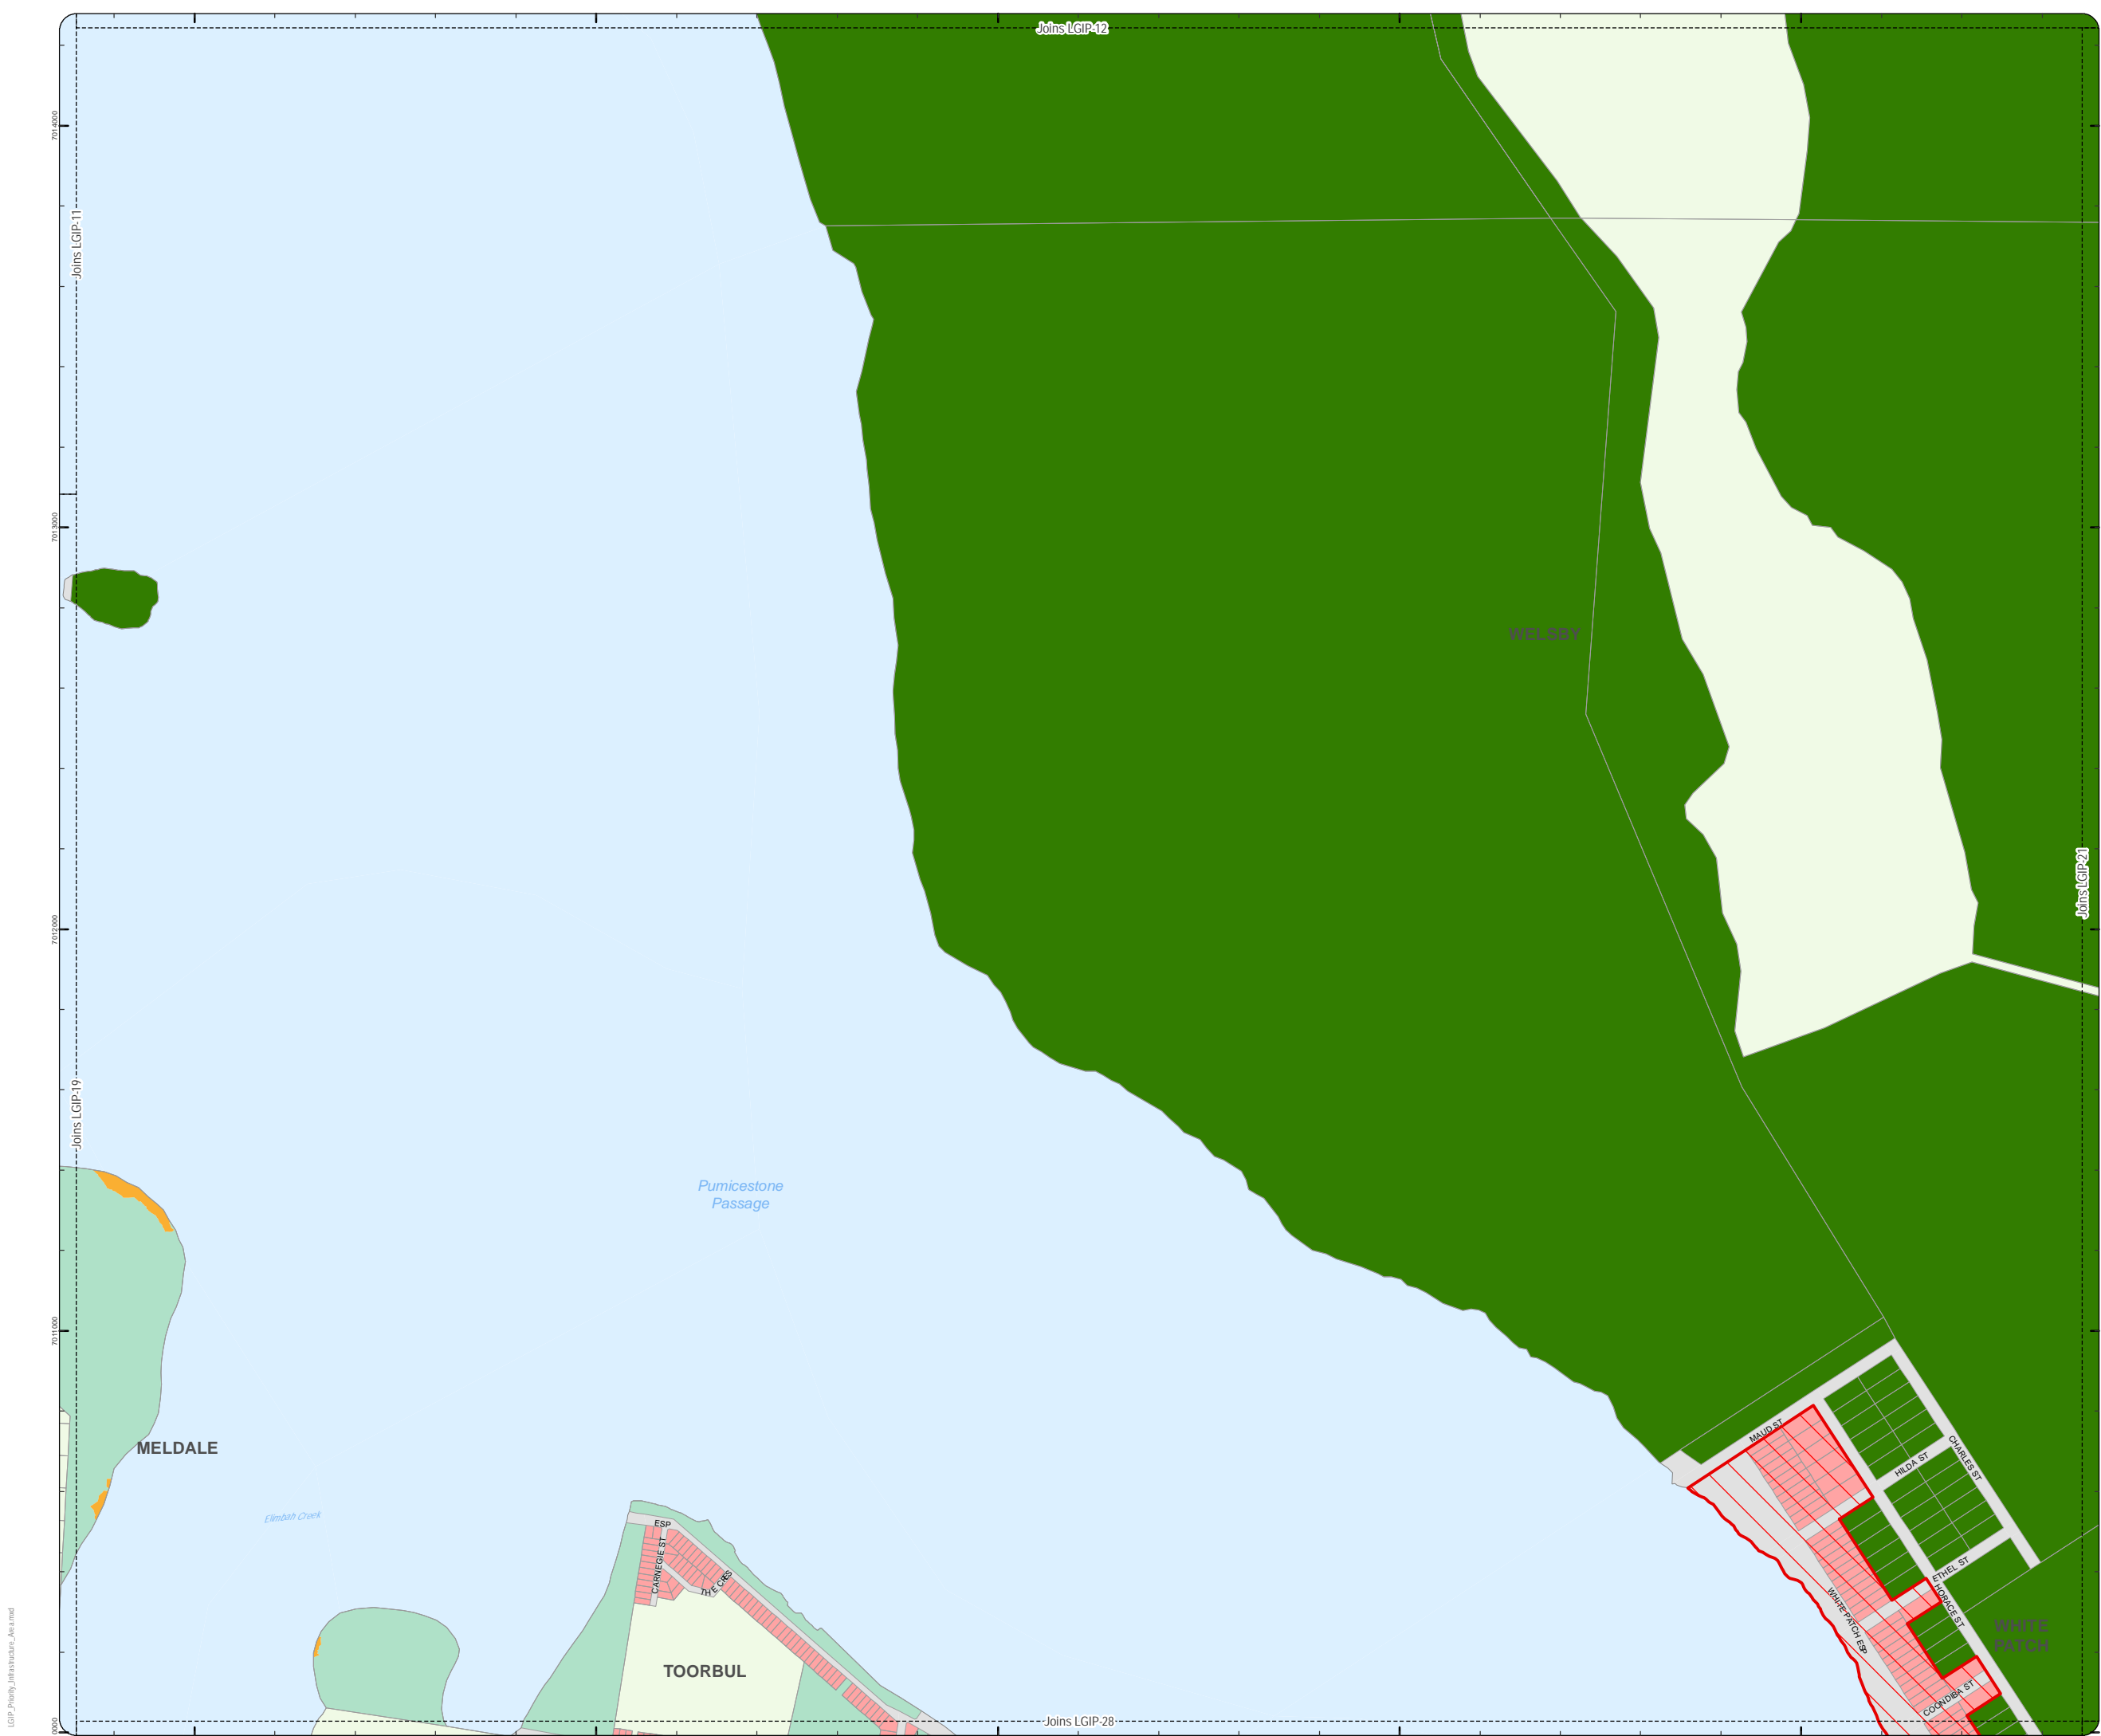 Joins LGIP-12
7014000
Joins LGIP-11
7013000
WELSBY
Joins LGIP-21
7012000
Joins LGIP-19
Pumicestone
Passage
7011000
MAUD ST
CHARLES ST
HILDA ST
MELDALE
Elimbah Creek
ESP
CARNEGIE ST
THE CRES
ETHEL ST
HORACE ST
WHITE PATCH ESP
WHITE
PATCH
TOORBUL
COONDIBA ST
Joins LGIP-28
0000
LGIP_Priority_Infrastructure_Area.mxd